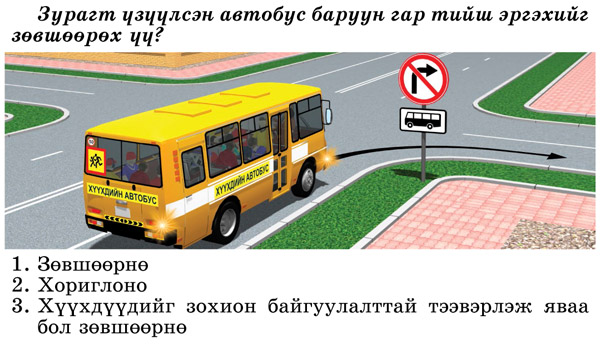 Зурагт үзүүлсэн автобус баруун гар тийш эргэхийг
зөвшөөрөх үү?
ХҮҮХДИЙН АВТОБУС
ХҮҮХДИЙН АВТОБУС
1. Зөвшөөрнө
2. Хориглоно
3. Хүүхдүүдийг зохион байгуулалттай тээвэрлэж яваа
бол зөвшөөрнө